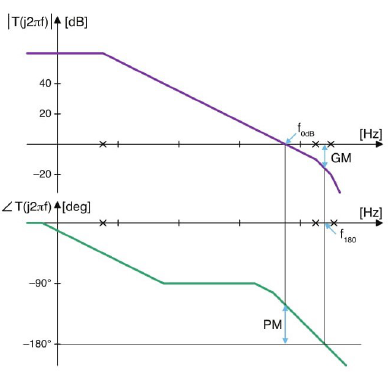 |T(j2πf)| [dB]
40
20
f0dB
[Hz]
GM
–20
∠T(j2πf) [deg]
[Hz]
f180
–90°
PM
–180°